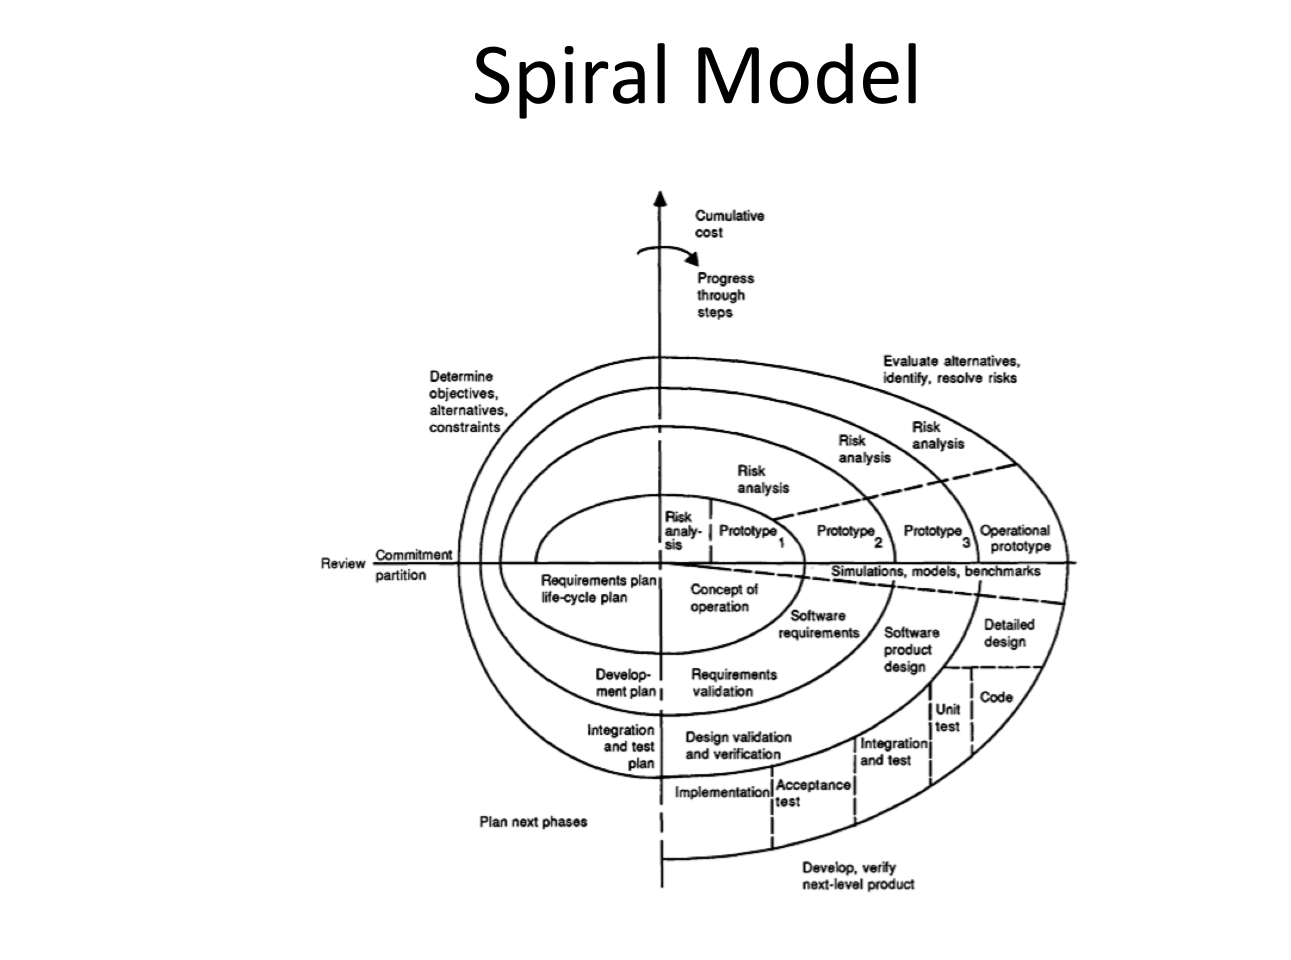 Spiral Model
Cumulative
cost
Progress
through
steps
Evaluate alternatives,
identify, resolve risks
Determine
objectives,
alternatives,
constraints
Risk
analysis
Risk
analysis
Risk
analysis
Risk
analy-
sis
Prototype 1
Prototype 2
Prototype 3
Operational
prototype
Review
Commitment
partition
Simulations, models, benchmarks
Requirements plan
life-cycle plan
Concept of
operation
Software
requirements
Software
product
design
Detailed
design
Develop-
ment plan
Requirements
validation
Code
Unit
test
Integration
and test
plan
Design validation
and verification
Integration
and test
Implementation
Acceptance
test
Plan next phases
Develop, verify
next-level product